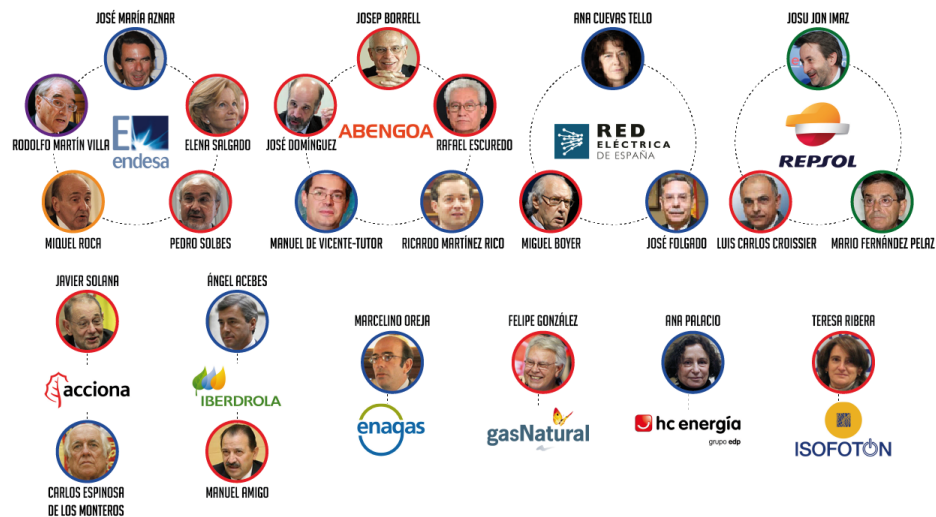 JOSÉ MARÍA AZNAR
JOSEP BORRELL
ANA CUEVAS TELLO
JOSU JON IMAZ
RODOLFO MARTÍN VILLA
endesa
ELENA SALGADO
JOSÉ DOMÍNGUEZ
ABENGOA
RAFAEL ESCUREDO
RED
ELÉCTRICA
DE ESPAÑA
REPSOL
MIQUEL ROCA
PEDRO SOLBES
MANUEL DE VICENTE-TUTOR
RICARDO MARTÍNEZ RICO
MIGUEL BOYER
JOSÉ FOLGADO
LUIS CARLOS CROISSIER
MARIO FERNÁNDEZ PELAZ
JAVIER SOLANA
ÁNGEL ACEBES
MARCELINO OREJA
FELIPE GONZÁLEZ
ANA PALACIO
TERESA RIBERA
acciona
IBERDROLA
enagas
gasNatural
hc energía
grupo edp
ISOFOTÓN
CARLOS ESPINOSA
DE LOS MONTEROS
MANUEL AMIGO